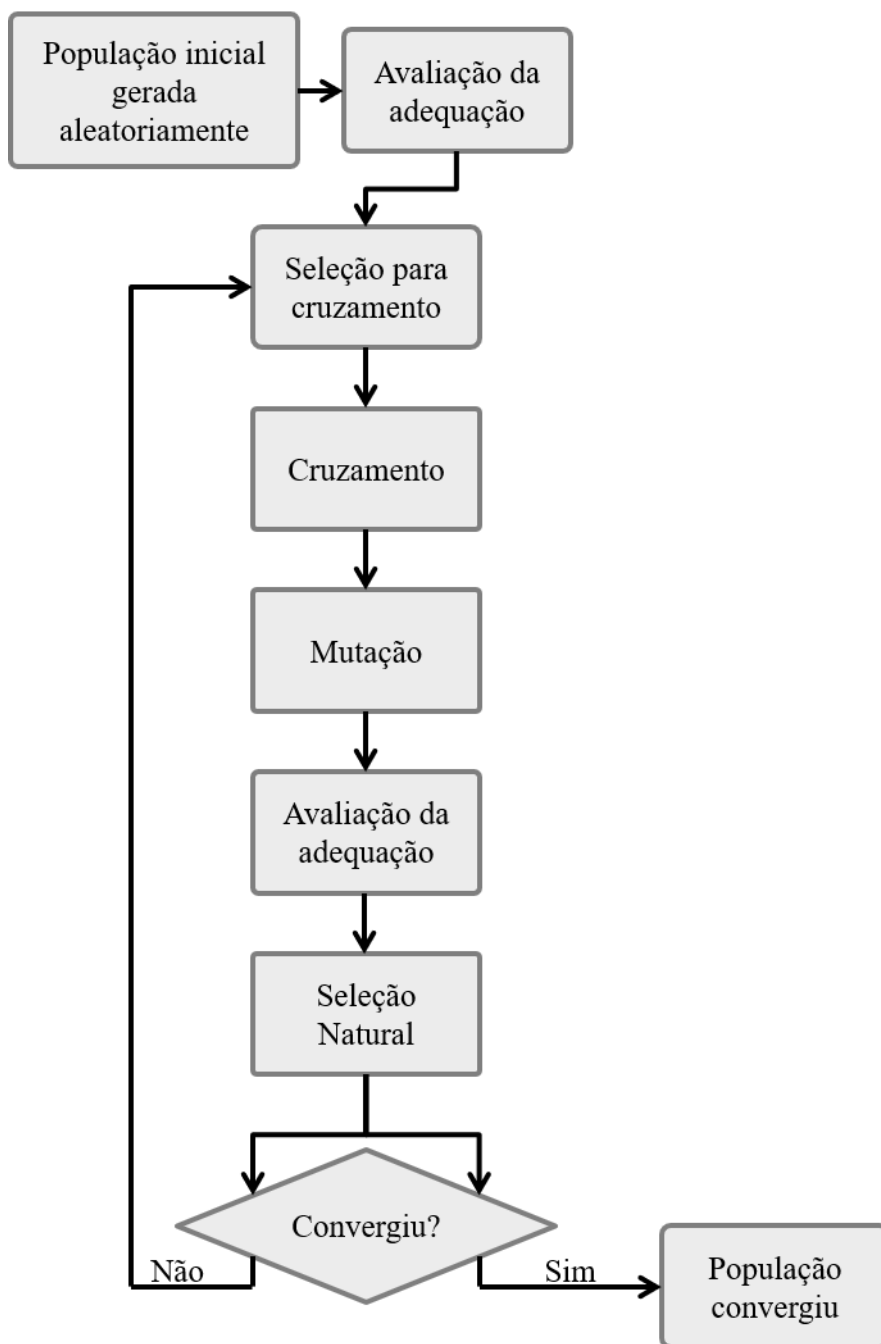 População inicial
gerada
aleatoriamente
Avaliação da
adequação
Seleção para
cruzamento
Cruzamento
Mutação
Avaliação da
adequação
Seleção
Natural
Convergiu?
Não
Sim
População
convergiu